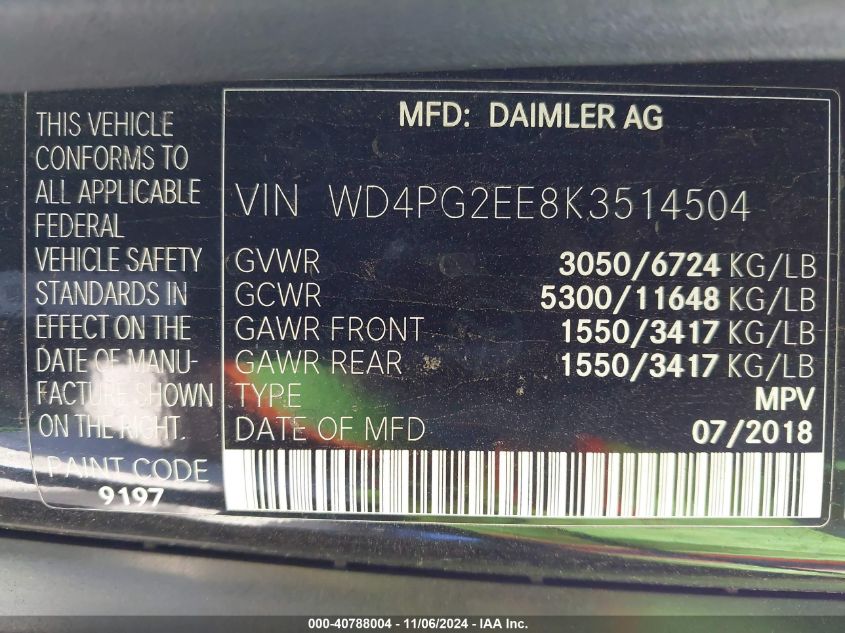 THIS VEHICLE
CONFORMS TO
ALL APPLICABLE
FEDERAL
VEHICLE SAFETY
STANDARDS IN
EFFECT ON THE
DATE OF MANU-
FACTURE SHOWN
ON THE RIGHT.
PAINT CODE
9197
MFD: DAIMLER AG
VIN WD4PG2EE8K3514504
GVWR 3050/6724 KG/LB
GCWR 5300/11648 KG/LB
GAWR FRONT 1550/3417 KG/LB
GAWR REAR 1550/3417 KG/LB
TYPE MPV
DATE OF MFD 07/2018
000-40788004 - 11/06/2024 - IAA Inc.